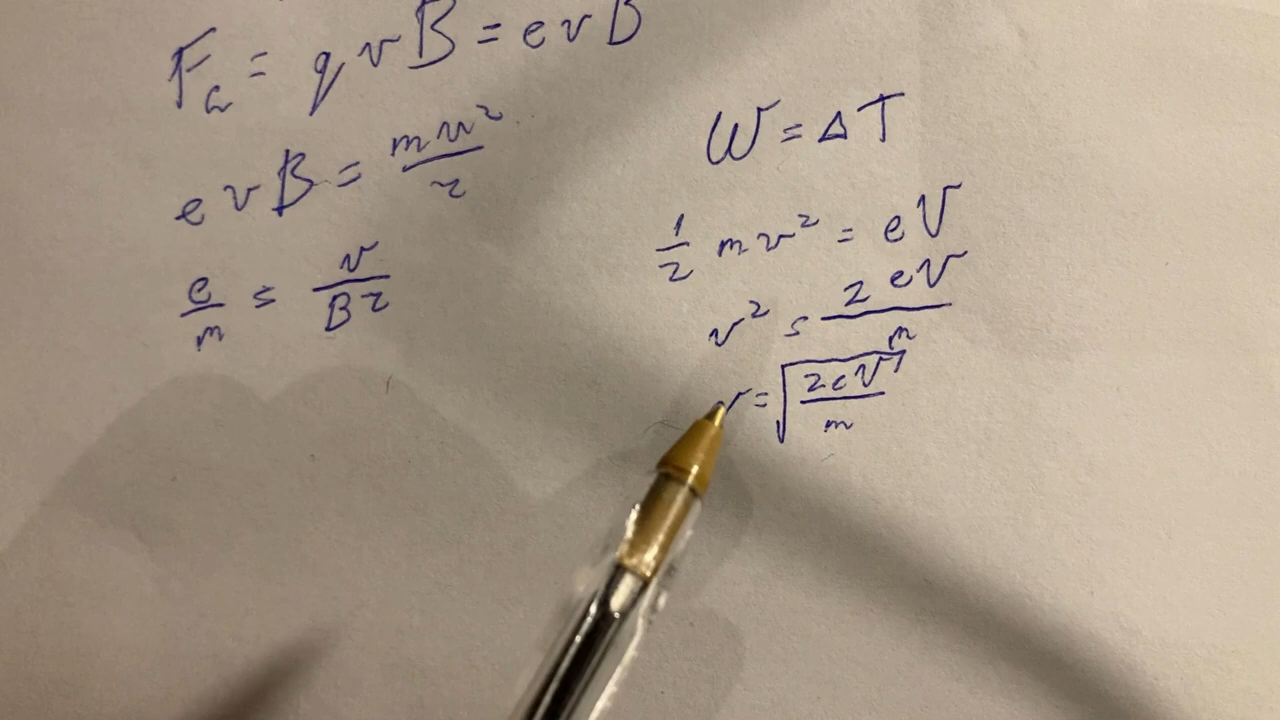 F_c = qvB = evB
evB = mv²/r
e/m = v/Br
W = ΔT
1/2 mv² = eV
v² = 2eV/m
v = √(2eV/m)